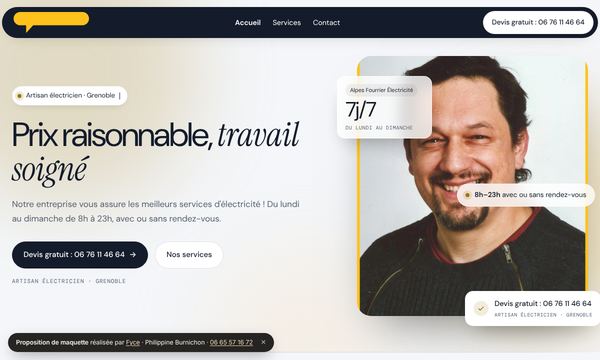 Accueil Services Contact Devis gratuit : 06 76 11 46 64
Artisan électricien · Grenoble |
Prix raisonnable, travail
soigné
Notre entreprise vous assure les meilleurs services d'électricité ! Du lundi
au dimanche de 8h à 23h, avec ou sans rendez-vous.
Devis gratuit : 06 76 11 46 64 → Nos services
ARTISAN ÉLECTRICIEN · GRENOBLE
Alpes Fourrier Électricité
7j/7
DU LUNDI AU DIMANCHE
8h–23h avec ou sans rendez-vous
Devis gratuit : 06 76 11 46 64
ARTISAN ÉLECTRICIEN · GRENOBLE
Proposition de maquette réalisée par Fyce · Philippine Burnichon · 06 65 57 16 72 ×